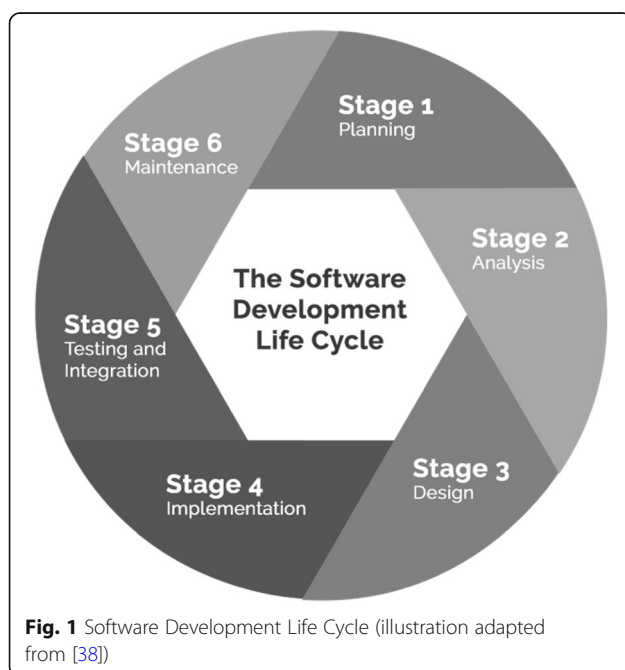 Stage 1
Planning
Stage 2
Analysis
Stage 3
Design
Stage 4
Implementation
Stage 5
Testing and
Integration
Stage 6
Maintenance
The Software
Development
Life Cycle
Fig. 1 Software Development Life Cycle (illustration adapted
from [38])